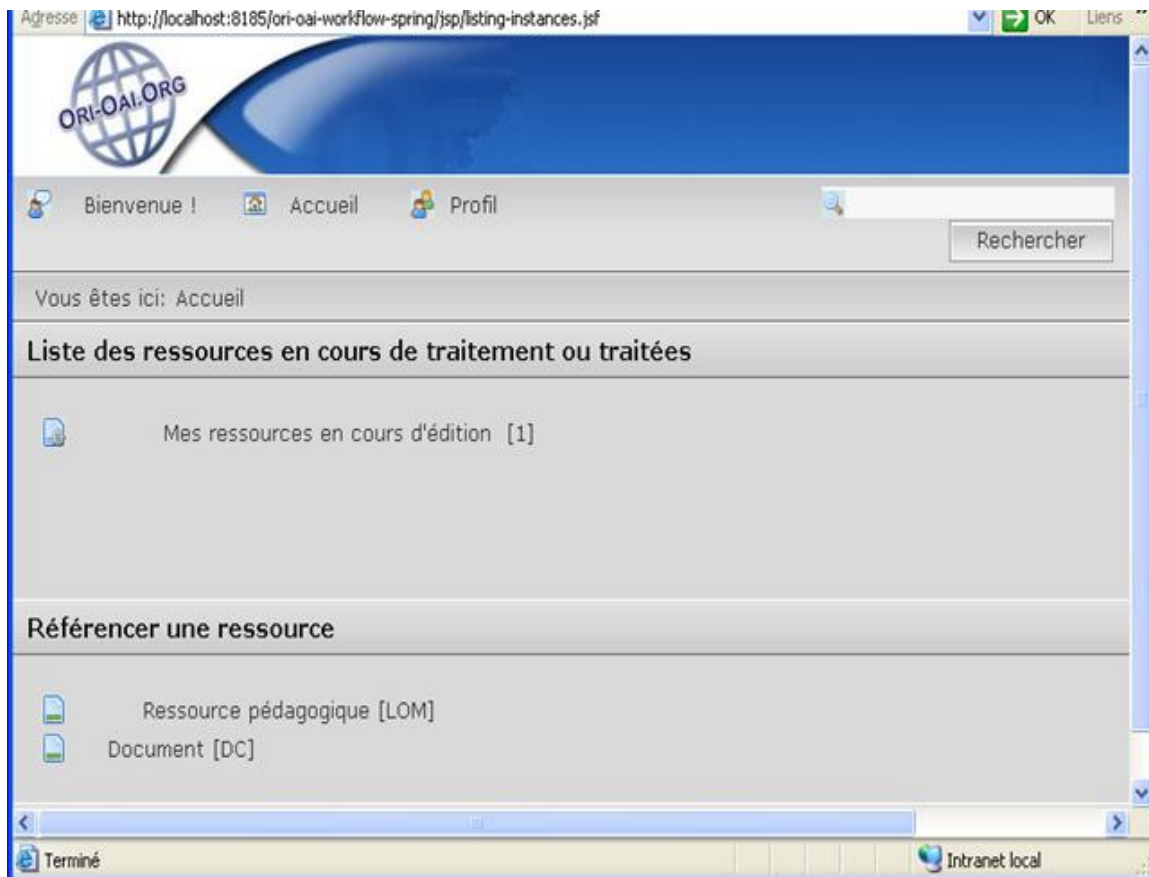 Adresse http://localhost:8185/ori-oai-workflow-spring/jsp/listing-instances.jsf OK Liens »
ORI-OAI.ORG
Bienvenue ! Accueil Profil
Rechercher
Vous êtes ici: Accueil
Liste des ressources en cours de traitement ou traitées
Mes ressources en cours d'édition [1]
Référencer une ressource
Ressource pédagogique [LOM]
Document [DC]
Terminé Intranet local